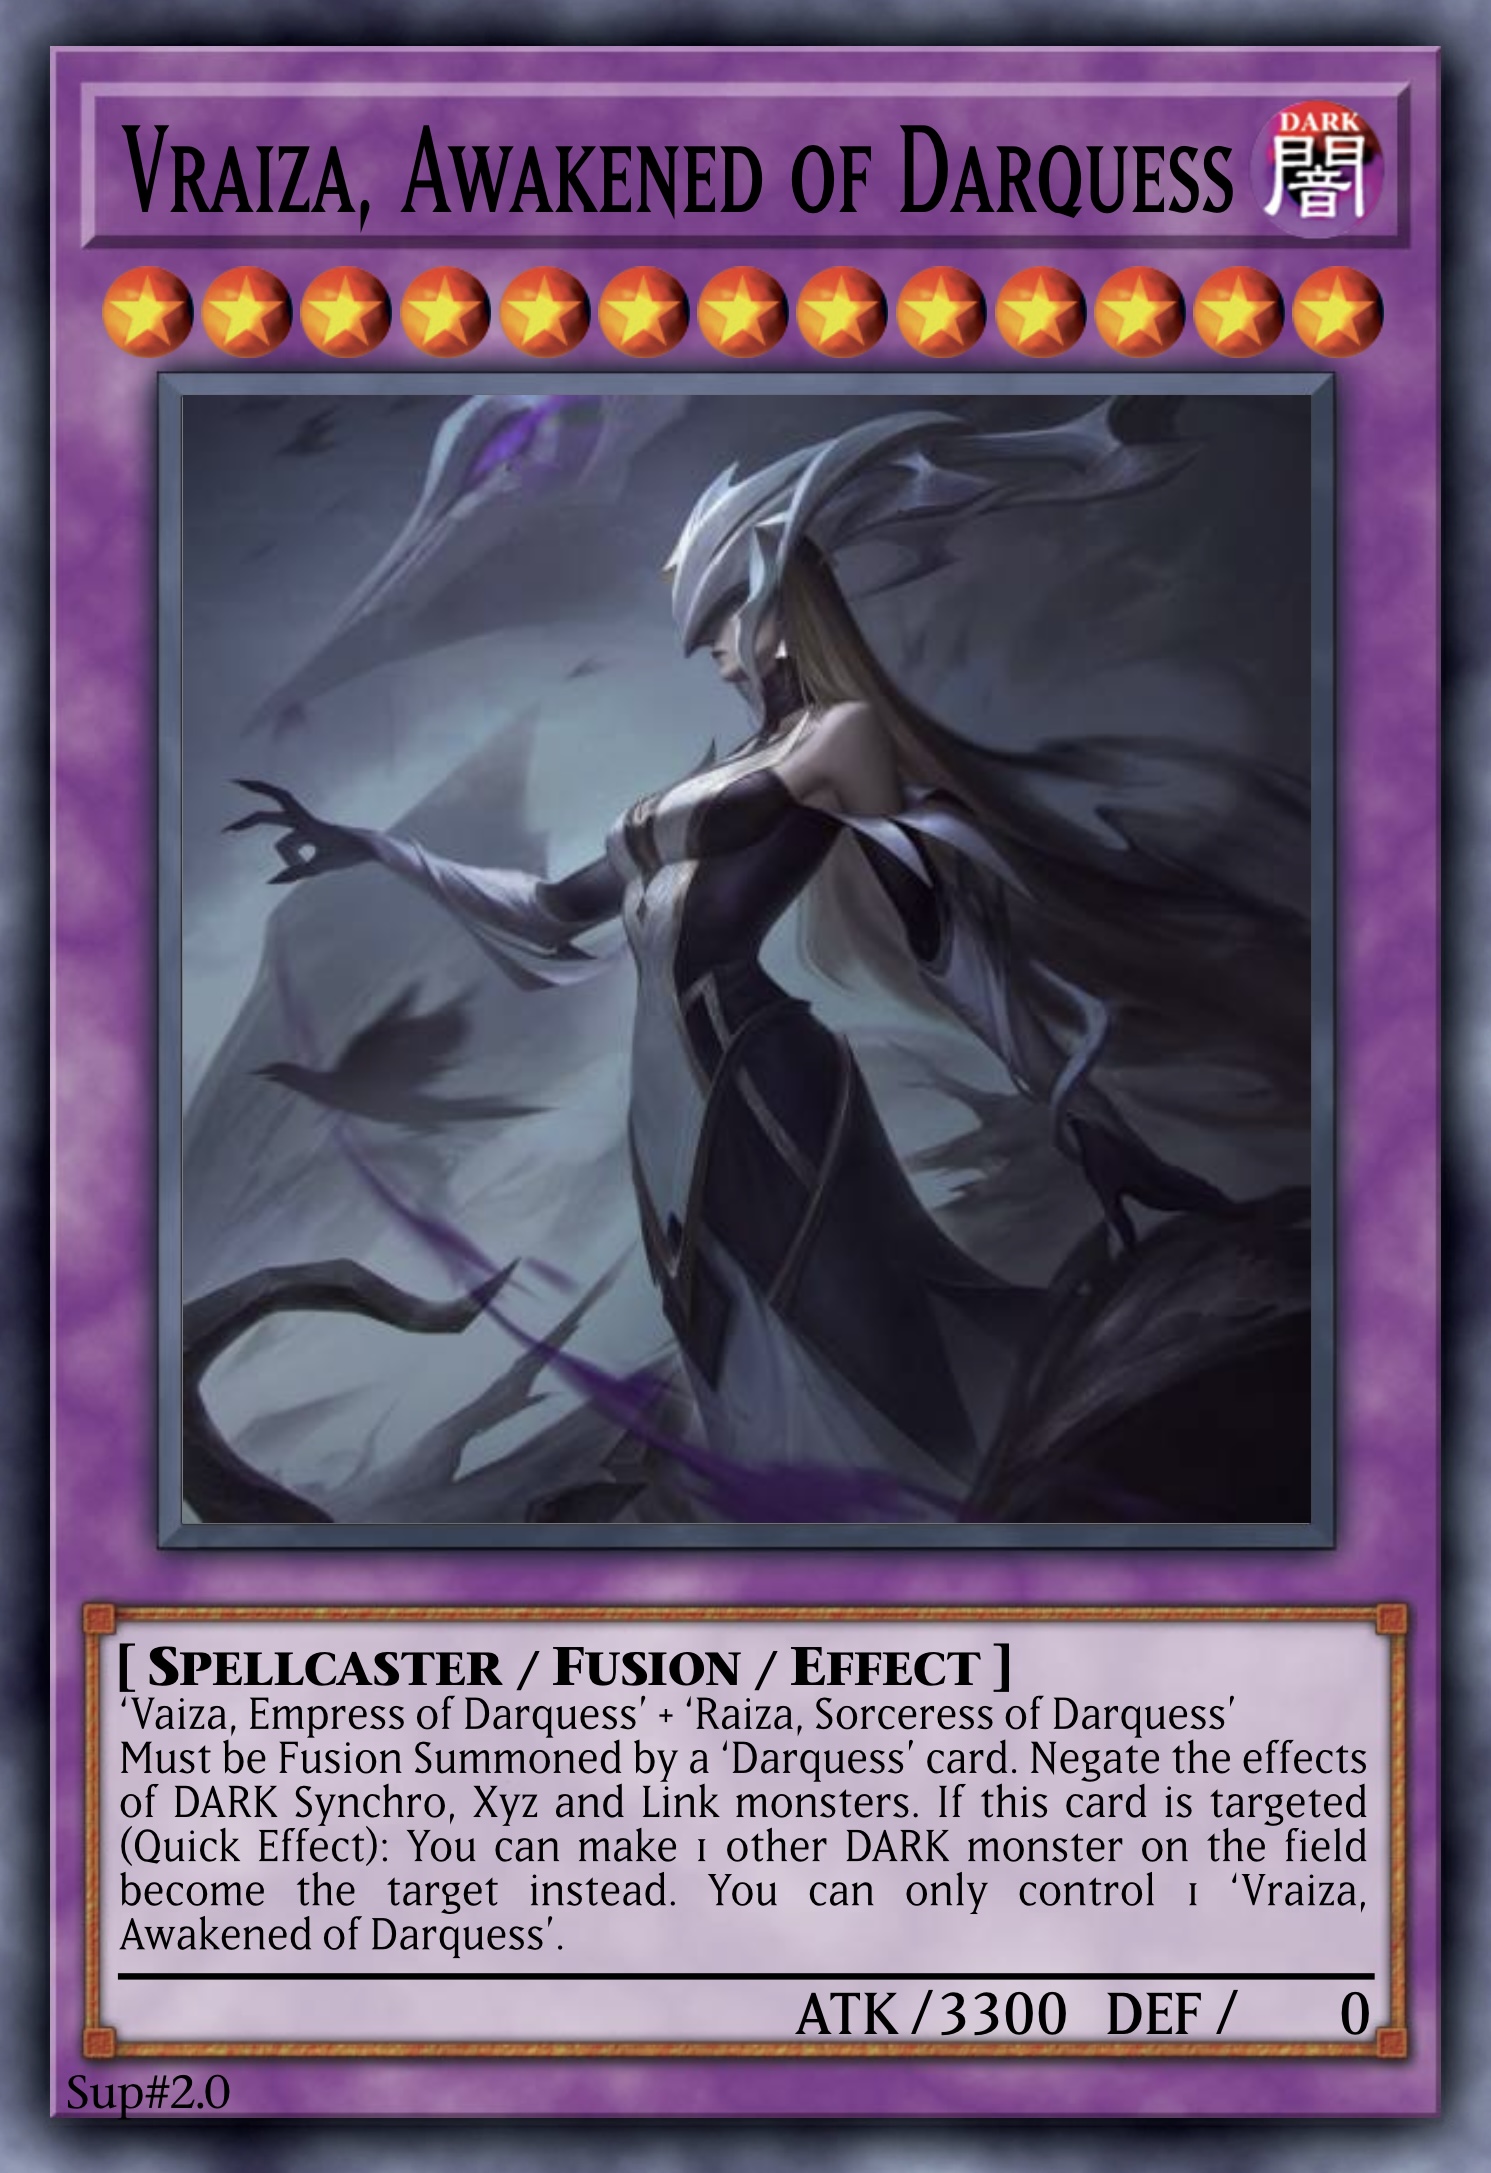 Vraiza, Awakened of Darquess
DARK
闇
[ Spellcaster / Fusion / Effect ]
‘Vaiza, Empress of Darquess’ + ‘Raiza, Sorceress of Darquess’
Must be Fusion Summoned by a ‘Darquess’ card. Negate the effects
of DARK Synchro, Xyz and Link monsters. If this card is targeted
(Quick Effect): You can make 1 other DARK monster on the field
become the target instead. You can only control 1 ‘Vraiza,
Awakened of Darquess’.
ATK / 3300 DEF / 0
Sup#2.0